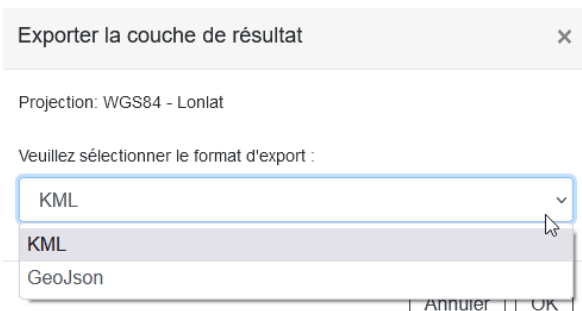 Exporter la couche de résultat ×
Projection: WGS84 - Lonlat
Veuillez sélectionner le format d'export :
KML
KML
GeoJson
Annuler OK